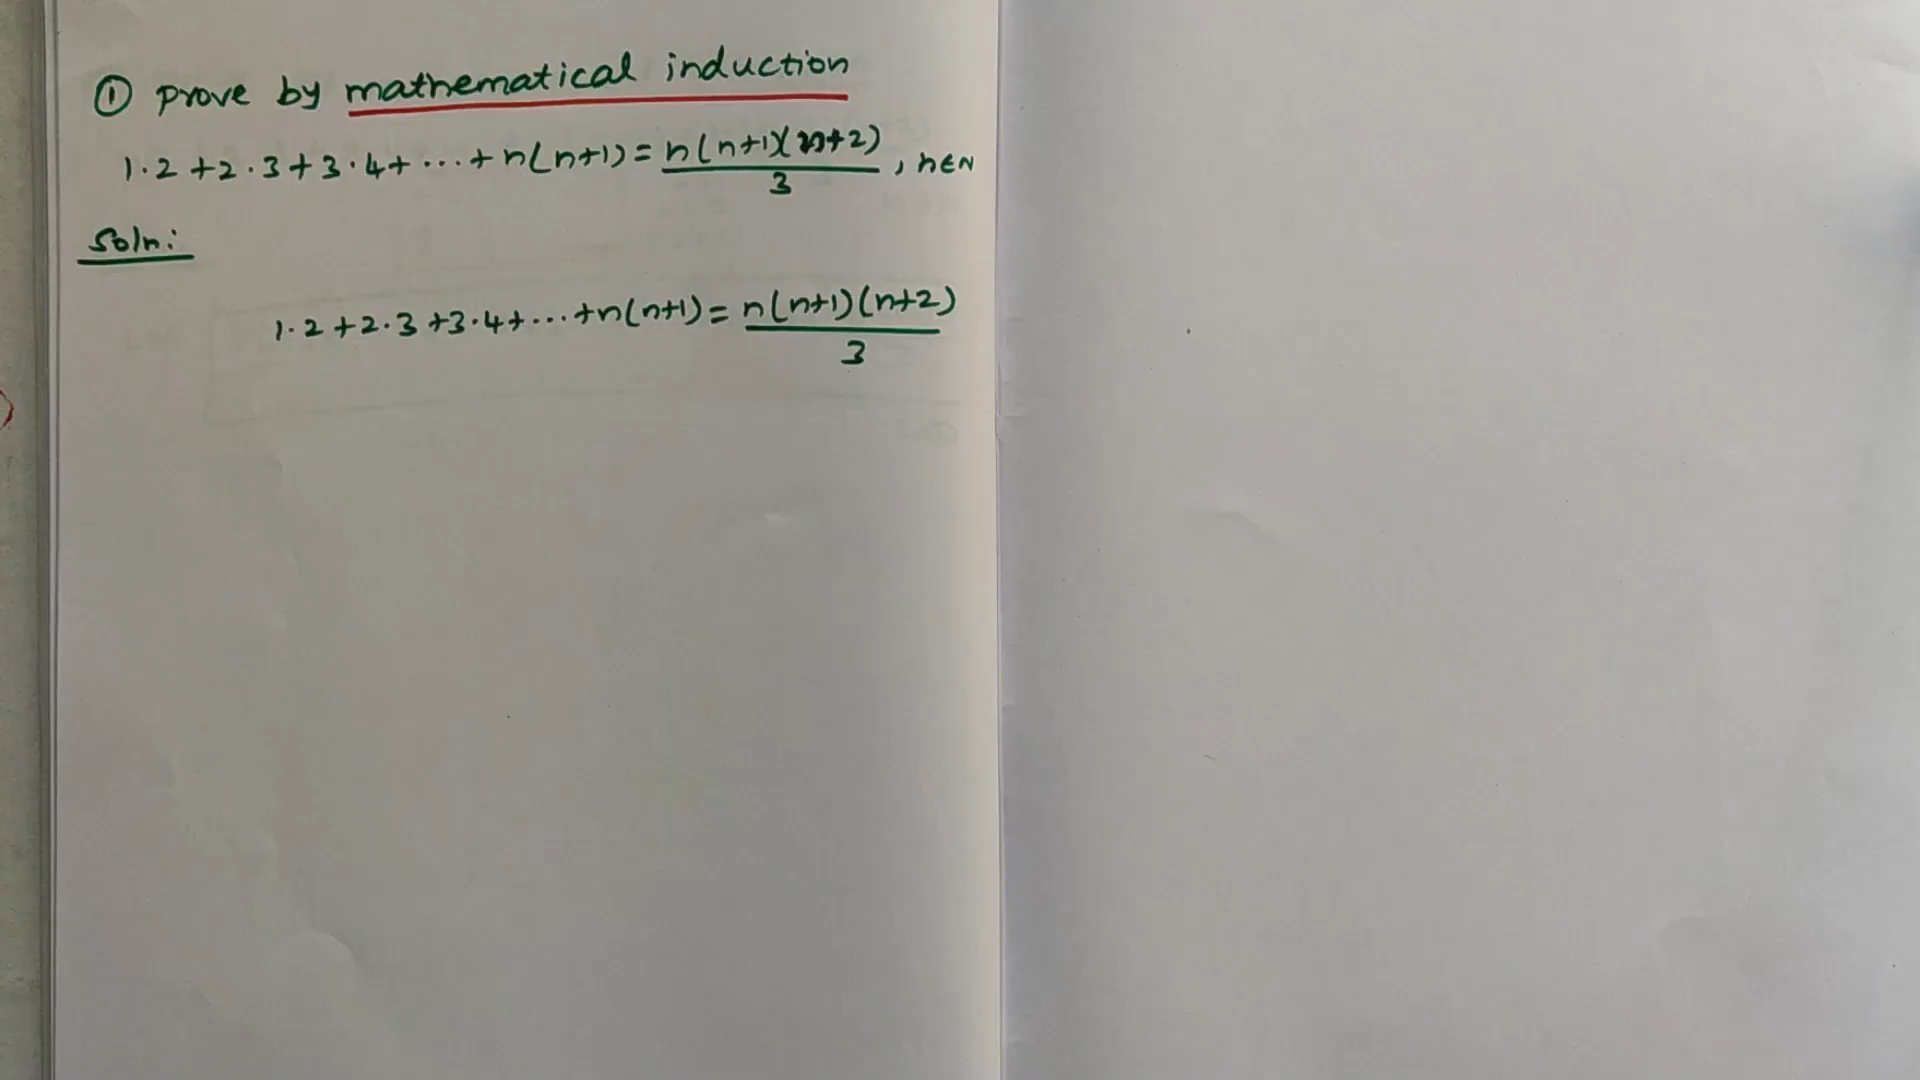 ① prove by mathematical induction
1·2+2·3+3·4+···+n(n+1)=n(n+1)(n+2)/3, n∈N
Soln:
1·2+2·3+3·4+···+n(n+1)=n(n+1)(n+2)/3